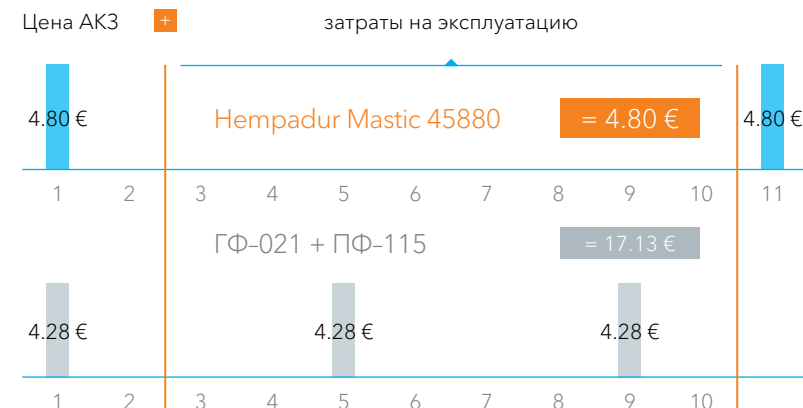 Цена АКЗ + затраты на эксплуатацию
4.80 € Hempadur Mastic 45880 = 4.80 € 4.80 €
1 2 3 4 5 6 7 8 9 10 11
ГФ–021 + ПФ–115 = 17.13 €
4.28 € 4.28 € 4.28 €
1 2 3 4 5 6 7 8 9 10